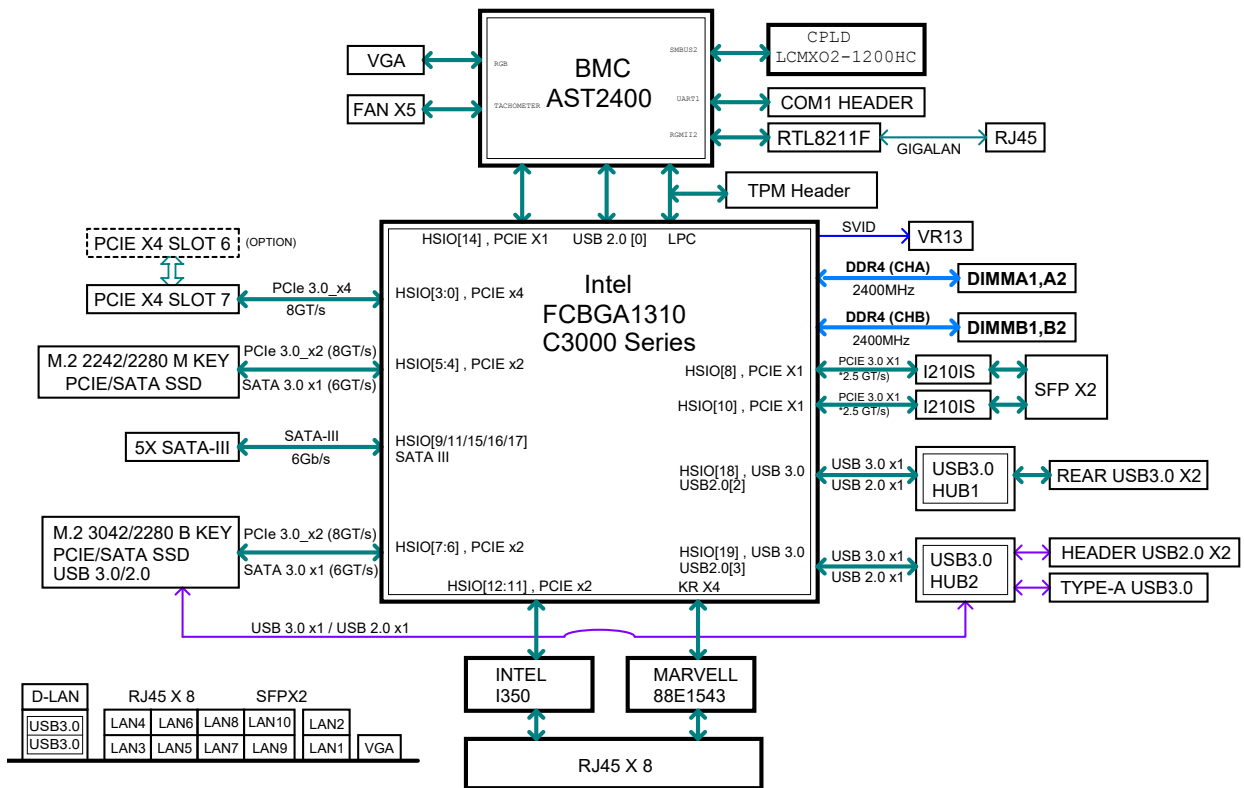 BMC
AST2400
RGB
TACHOMETER
SMBUS2
UART1
RGMII2
VGA
FAN X5
CPLD
LCMXO2-1200HC
COM1 HEADER
RTL8211F
GIGALAN
RJ45
TPM Header
HSIO[14] , PCIE X1
USB 2.0 [0]
LPC
SVID
VR13
PCIE X4 SLOT 6
(OPTION)
PCIE X4 SLOT 7
PCIe 3.0_x4
8GT/s
HSIO[3:0] , PCIE x4
Intel
FCBGA1310
C3000 Series
DDR4 (CHA)
2400MHz
DIMMA1,A2
DDR4 (CHB)
2400MHz
DIMMB1,B2
M.2 2242/2280 M KEY
PCIE/SATA SSD
PCIe 3.0_x2 (8GT/s)
SATA 3.0 x1 (6GT/s)
HSIO[5:4] , PCIE x2
HSIO[8] , PCIE X1
PCIE 3.0 X1
*2.5 GT/s
I210IS
HSIO[10] , PCIE X1
PCIE 3.0 X1
*2.5 GT/s
I210IS
SFP X2
5X SATA-III
SATA-III
6Gb/s
HSIO[9/11/15/16/17]
SATA III
HSIO[18] , USB 3.0
USB2.0[2]
USB 3.0 x1
USB 2.0 x1
USB3.0
HUB1
REAR USB3.0 X2
M.2 3042/2280 B KEY
PCIE/SATA SSD
USB 3.0/2.0
PCIe 3.0_x2 (8GT/s)
SATA 3.0 x1 (6GT/s)
HSIO[7:6] , PCIE x2
HSIO[19] , USB 3.0
USB2.0[3]
USB 3.0 x1
USB 2.0 x1
USB3.0
HUB2
HEADER USB2.0 X2
TYPE-A USB3.0
HSIO[12:11] , PCIE x2
KR X4
USB 3.0 x1 / USB 2.0 x1
INTEL
I350
MARVELL
88E1543
RJ45 X 8
D-LAN
RJ45 X 8
SFPX2
USB3.0
USB3.0
LAN4
LAN6
LAN8
LAN10
LAN2
LAN3
LAN5
LAN7
LAN9
LAN1
VGA